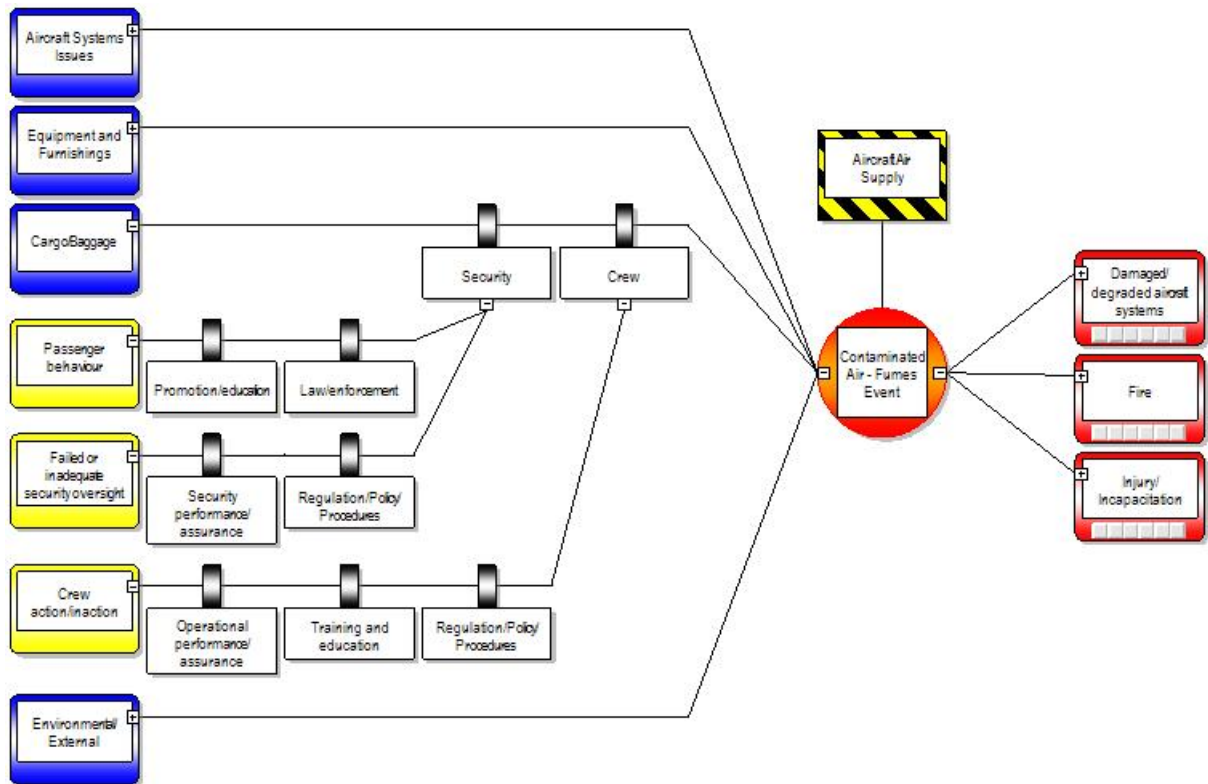 Aircraft Systems
Issues
Equipment and
Furnishings
Aircraft Air
Supply
Cargo/Baggage
Security
Crew
Damaged/
degraded aircraft
systems
Passenger
behaviour
Promotion/education
Law/enforcement
Contaminated
Air - Fumes
Event
Fire
Failed or
inadequate
security oversight
Security
performance/
assurance
Regulation/Policy/
Procedures
Injury/
Incapacitation
Crew
action/inaction
Operational
performance/
assurance
Training and
education
Regulation/Policy/
Procedures
Environmental/
External